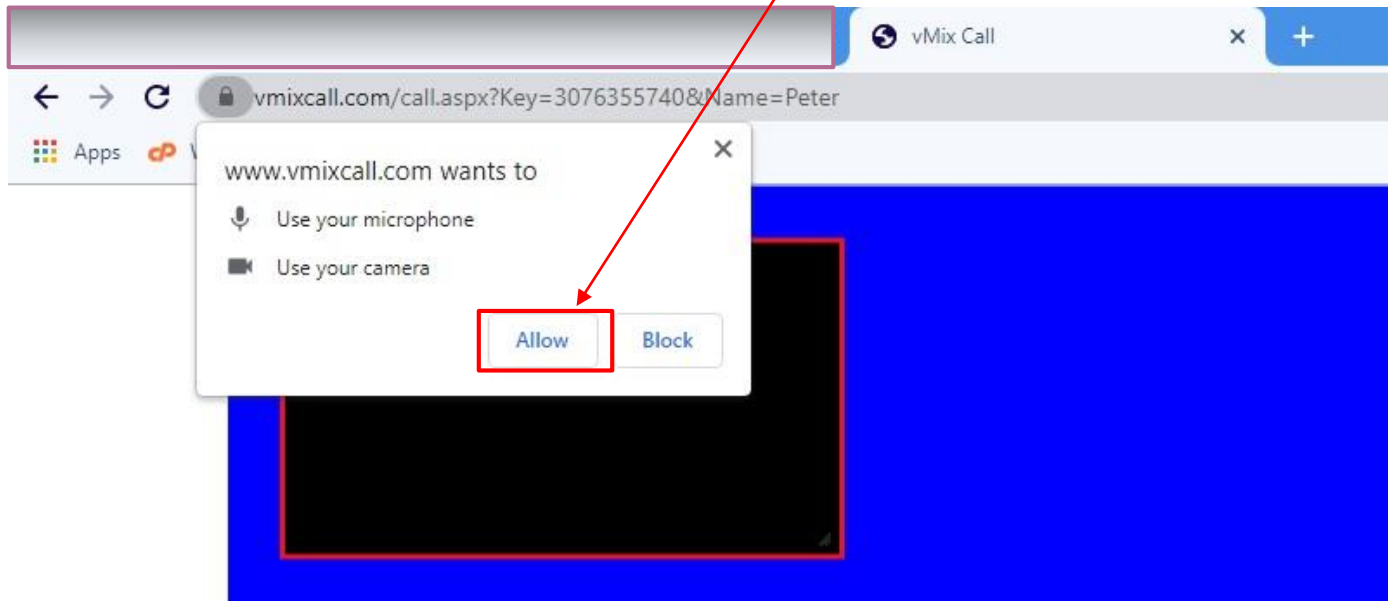 vMix Call
vmixcall.com/call.aspx?Key=3076355740&Name=Peter
Apps
www.vmixcall.com wants to
Use your microphone
Use your camera
Allow Block